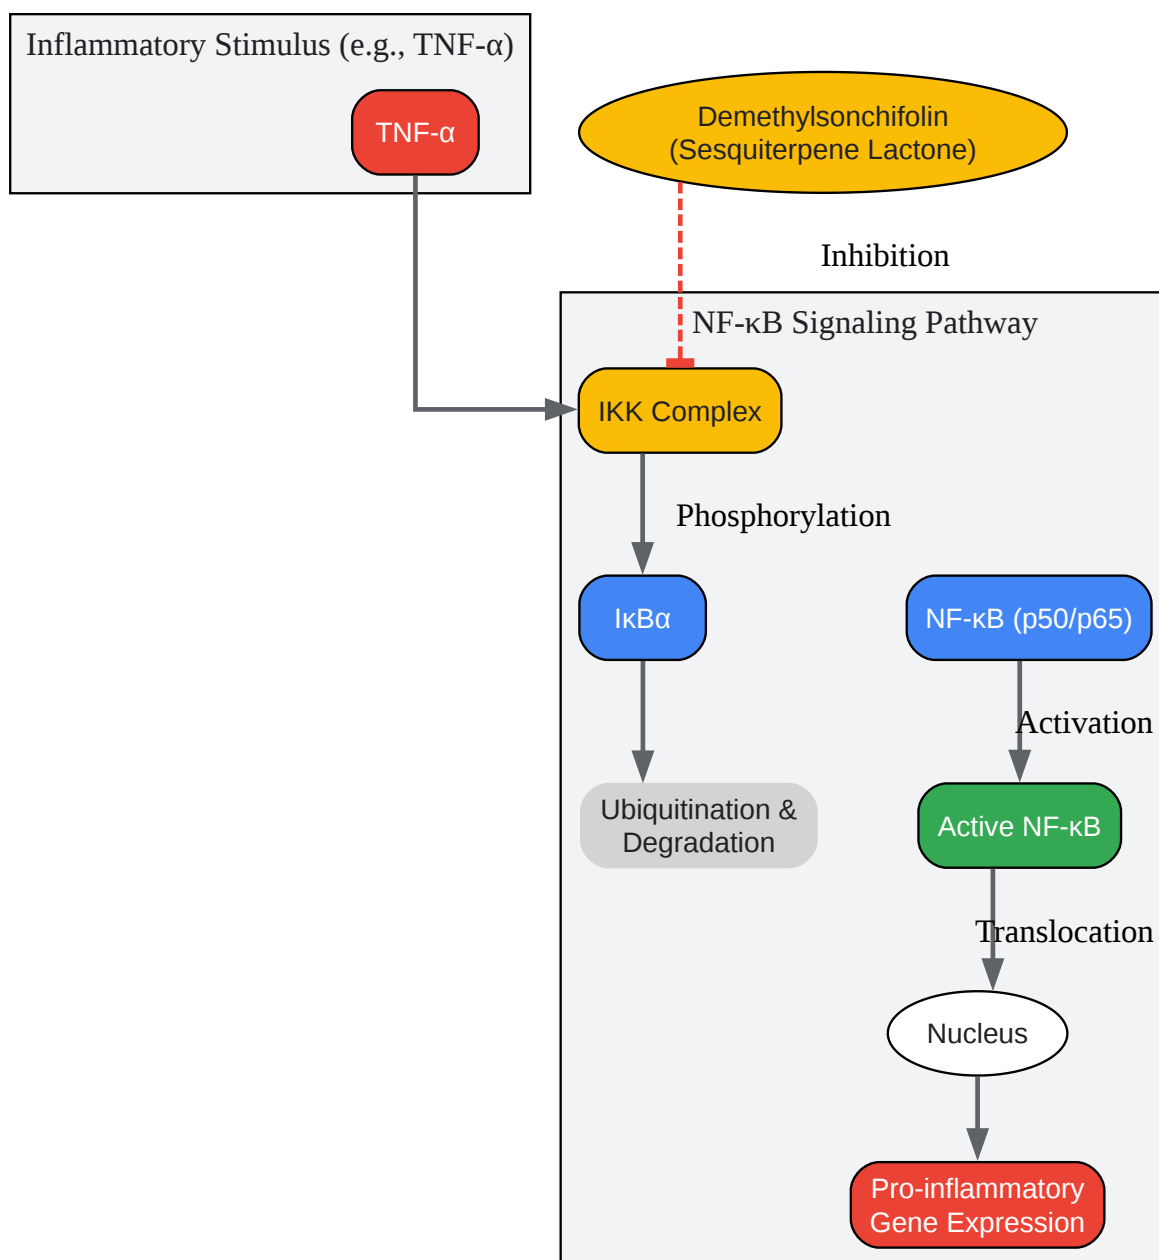 Inflammatory Stimulus (e.g., TNF-α)
TNF-α
Demethylsonchifolin
(Sesquiterpene Lactone)
Inhibition
NF-κB Signaling Pathway
IKK Complex
Phosphorylation
IκBα
NF-κB (p50/p65)
Activation
Ubiquitination &
Degradation
Active NF-κB
Translocation
Nucleus
Pro-inflammatory
Gene Expression